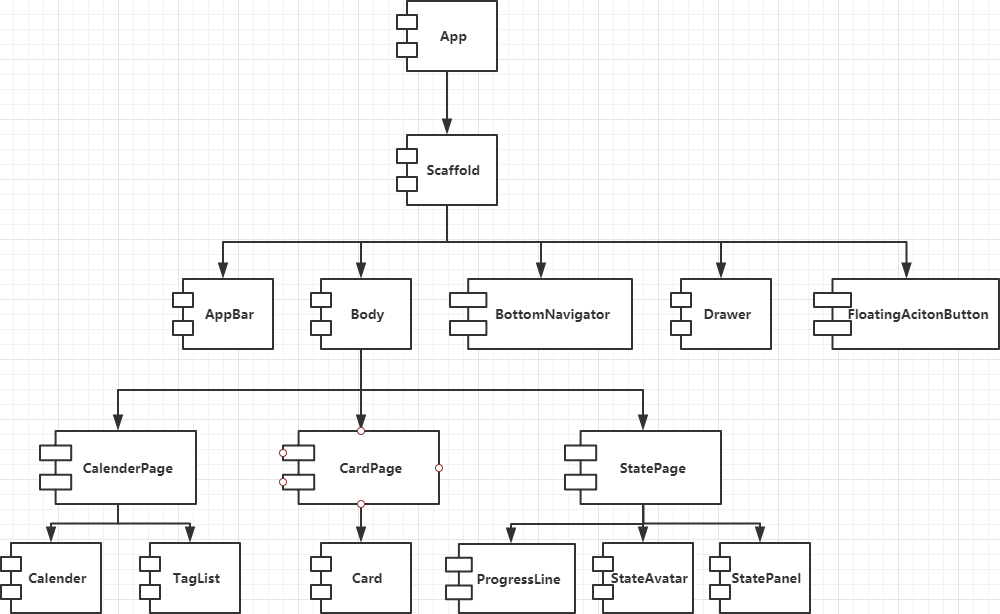 App
Scaffold
AppBar
Body
BottomNavigator
Drawer
FloatingAcitonButton
CalenderPage
CardPage
StatePage
Calender
TagList
Card
ProgressLine
StateAvatar
StatePanel